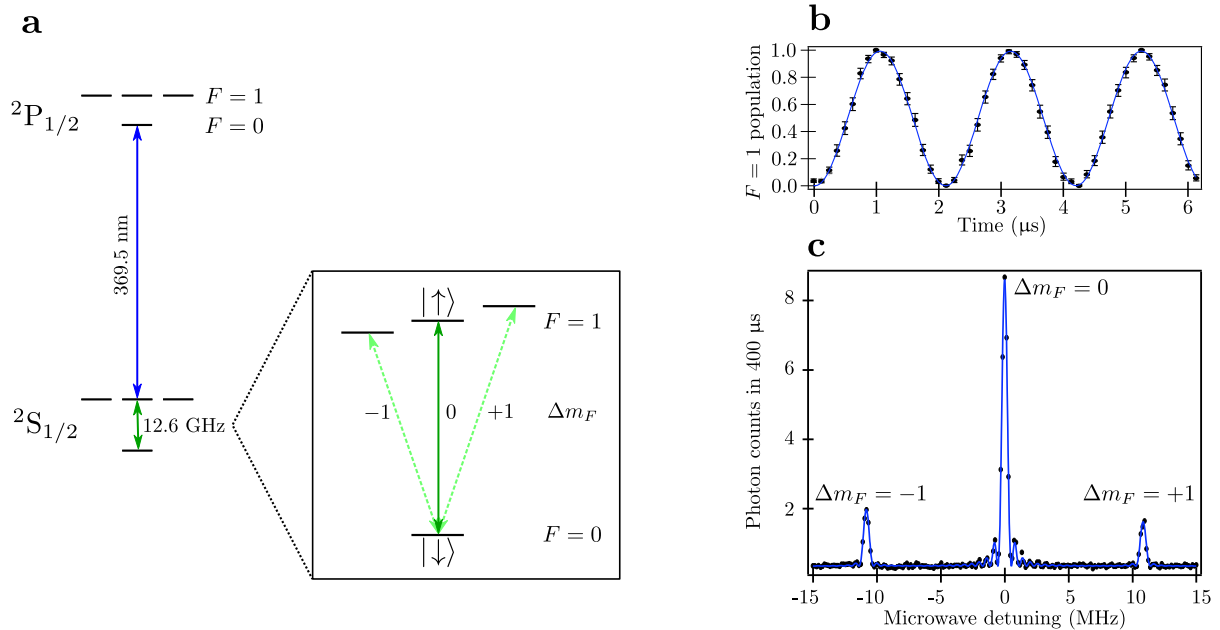 a
²P₁/₂
F = 1
F = 0
369.5 nm
²S₁/₂
12.6 GHz
|↑⟩
F = 1
−1
0
+1
Δm_F
F = 0
|↓⟩
b
F = 1 population
1.0
0.8
0.6
0.4
0.2
0.0
0 1 2 3 4 5 6
Time (μs)
c
Photon counts in 400 μs
8
6
4
2
Δm_F = 0
Δm_F = −1
Δm_F = +1
-15 -10 -5 0 5 10 15
Microwave detuning (MHz)